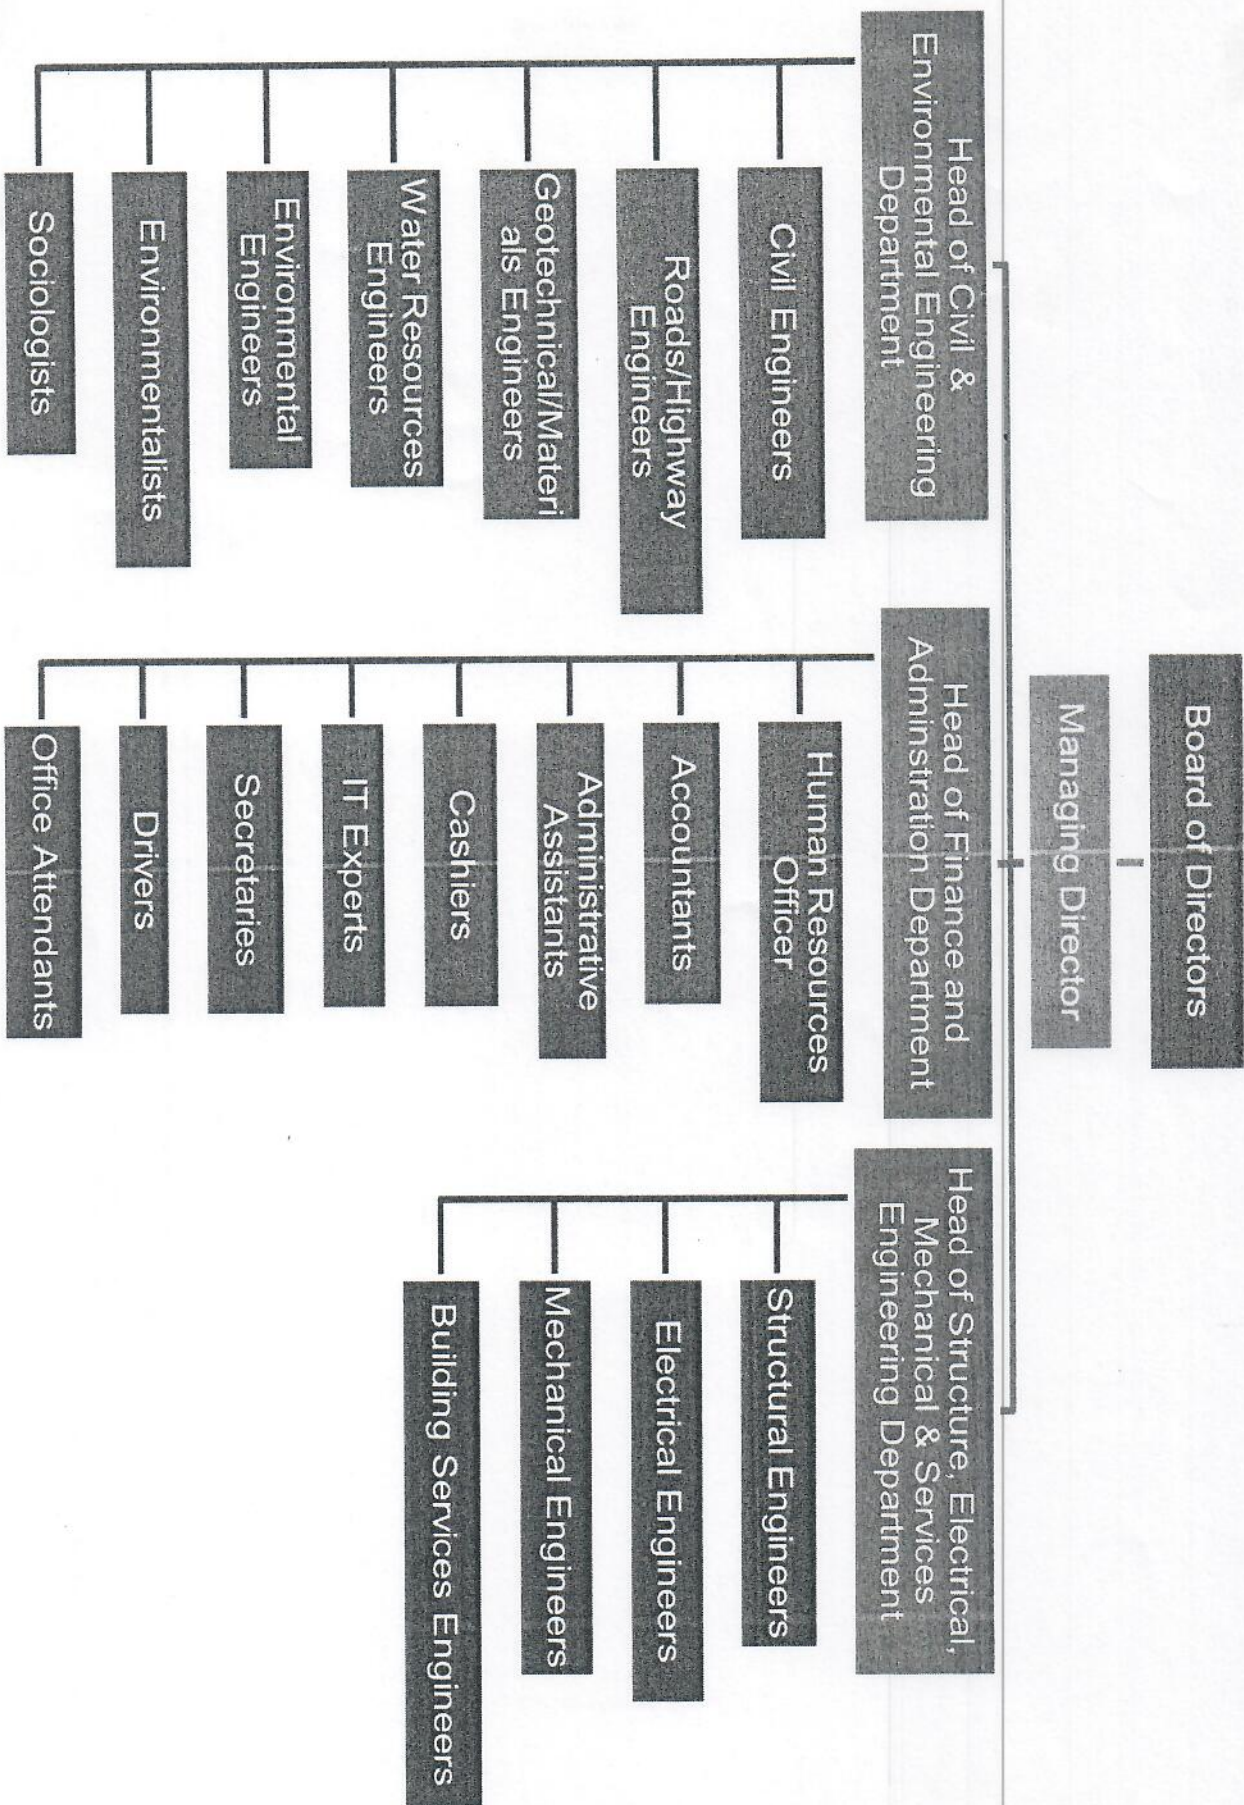 Board of Directors
Managing Director
Head of Civil &
Environmental Engineering
Department
Civil Engineers
Roads/Highway
Engineers
Geotechnical/Materi
als Engineers
Water Resources
Engineers
Environmental
Engineers
Environmentalists
Sociologists
Head of Finance and
Adminstration Department
Human Resources
Officer
Accountants
Administrative
Assistants
Cashiers
IT Experts
Secretaries
Drivers
Office Attendants
Head of Structure, Electrical,
Mechanical & Services
Engineering Department
Structural Engineers
Electrical Engineers
Mechanical Engineers
Building Services Engineers